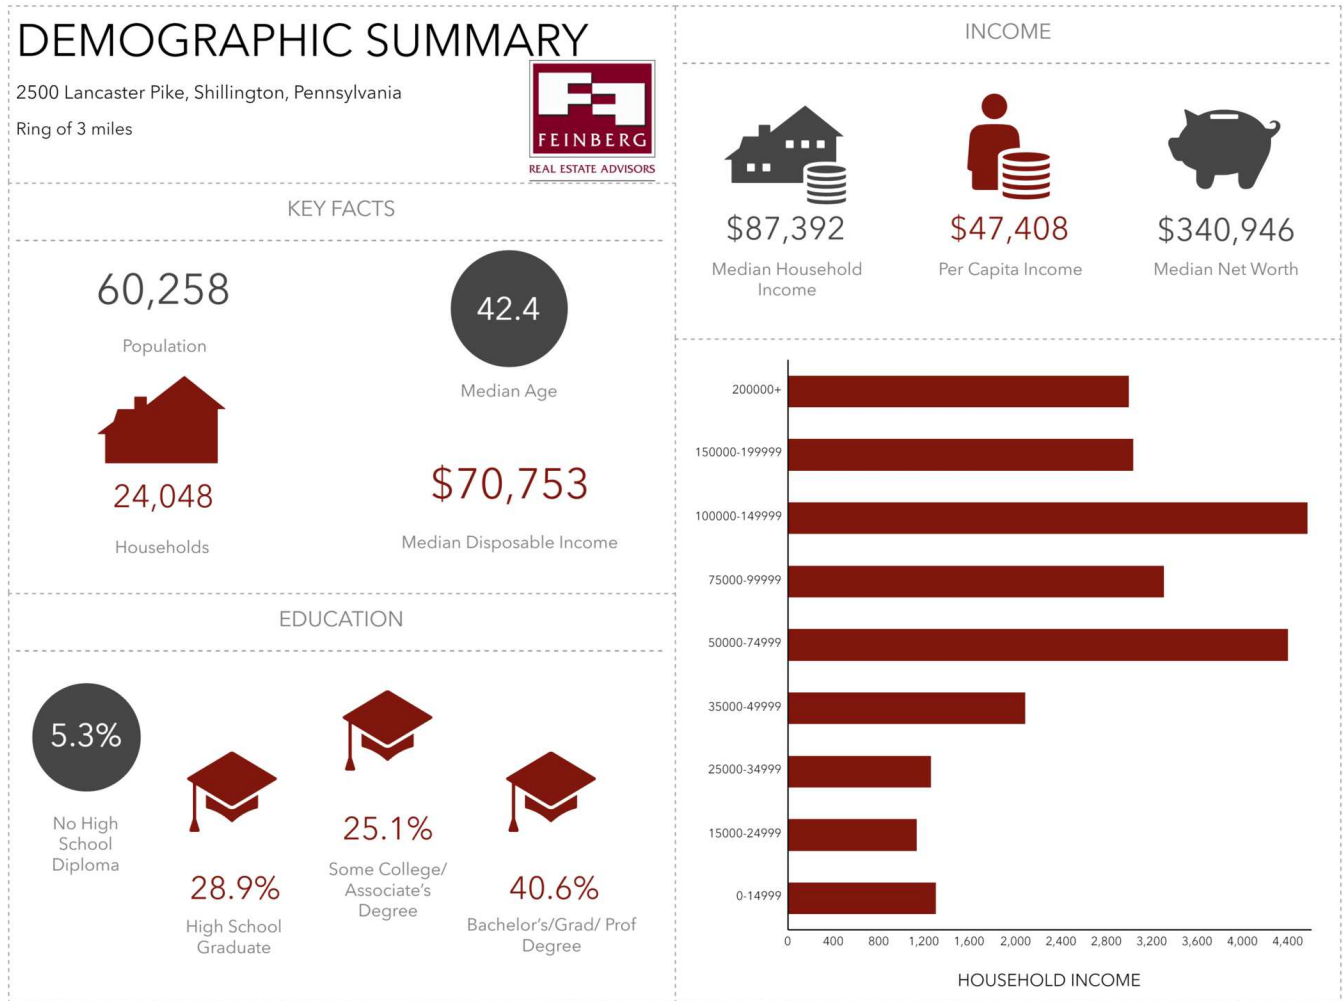 DEMOGRAPHIC SUMMARY
2500 Lancaster Pike, Shillington, Pennsylvania
Ring of 3 miles
FEINBERG
REAL ESTATE ADVISORS
KEY FACTS
60,258
Population
42.4
Median Age
24,048
Households
$70,753
Median Disposable Income
EDUCATION
5.3%
No High
School
Diploma
28.9%
High School
Graduate
25.1%
Some College/
Associate's
Degree
40.6%
Bachelor's/Grad/ Prof
Degree
INCOME
$87,392
Median Household
Income
$47,408
Per Capita Income
$340,946
Median Net Worth
200000+
150000-199999
100000-149999
75000-99999
50000-74999
35000-49999
25000-34999
15000-24999
0-14999
0 400 800 1,200 1,600 2,000 2,400 2,800 3,200 3,600 4,000 4,400
HOUSEHOLD INCOME